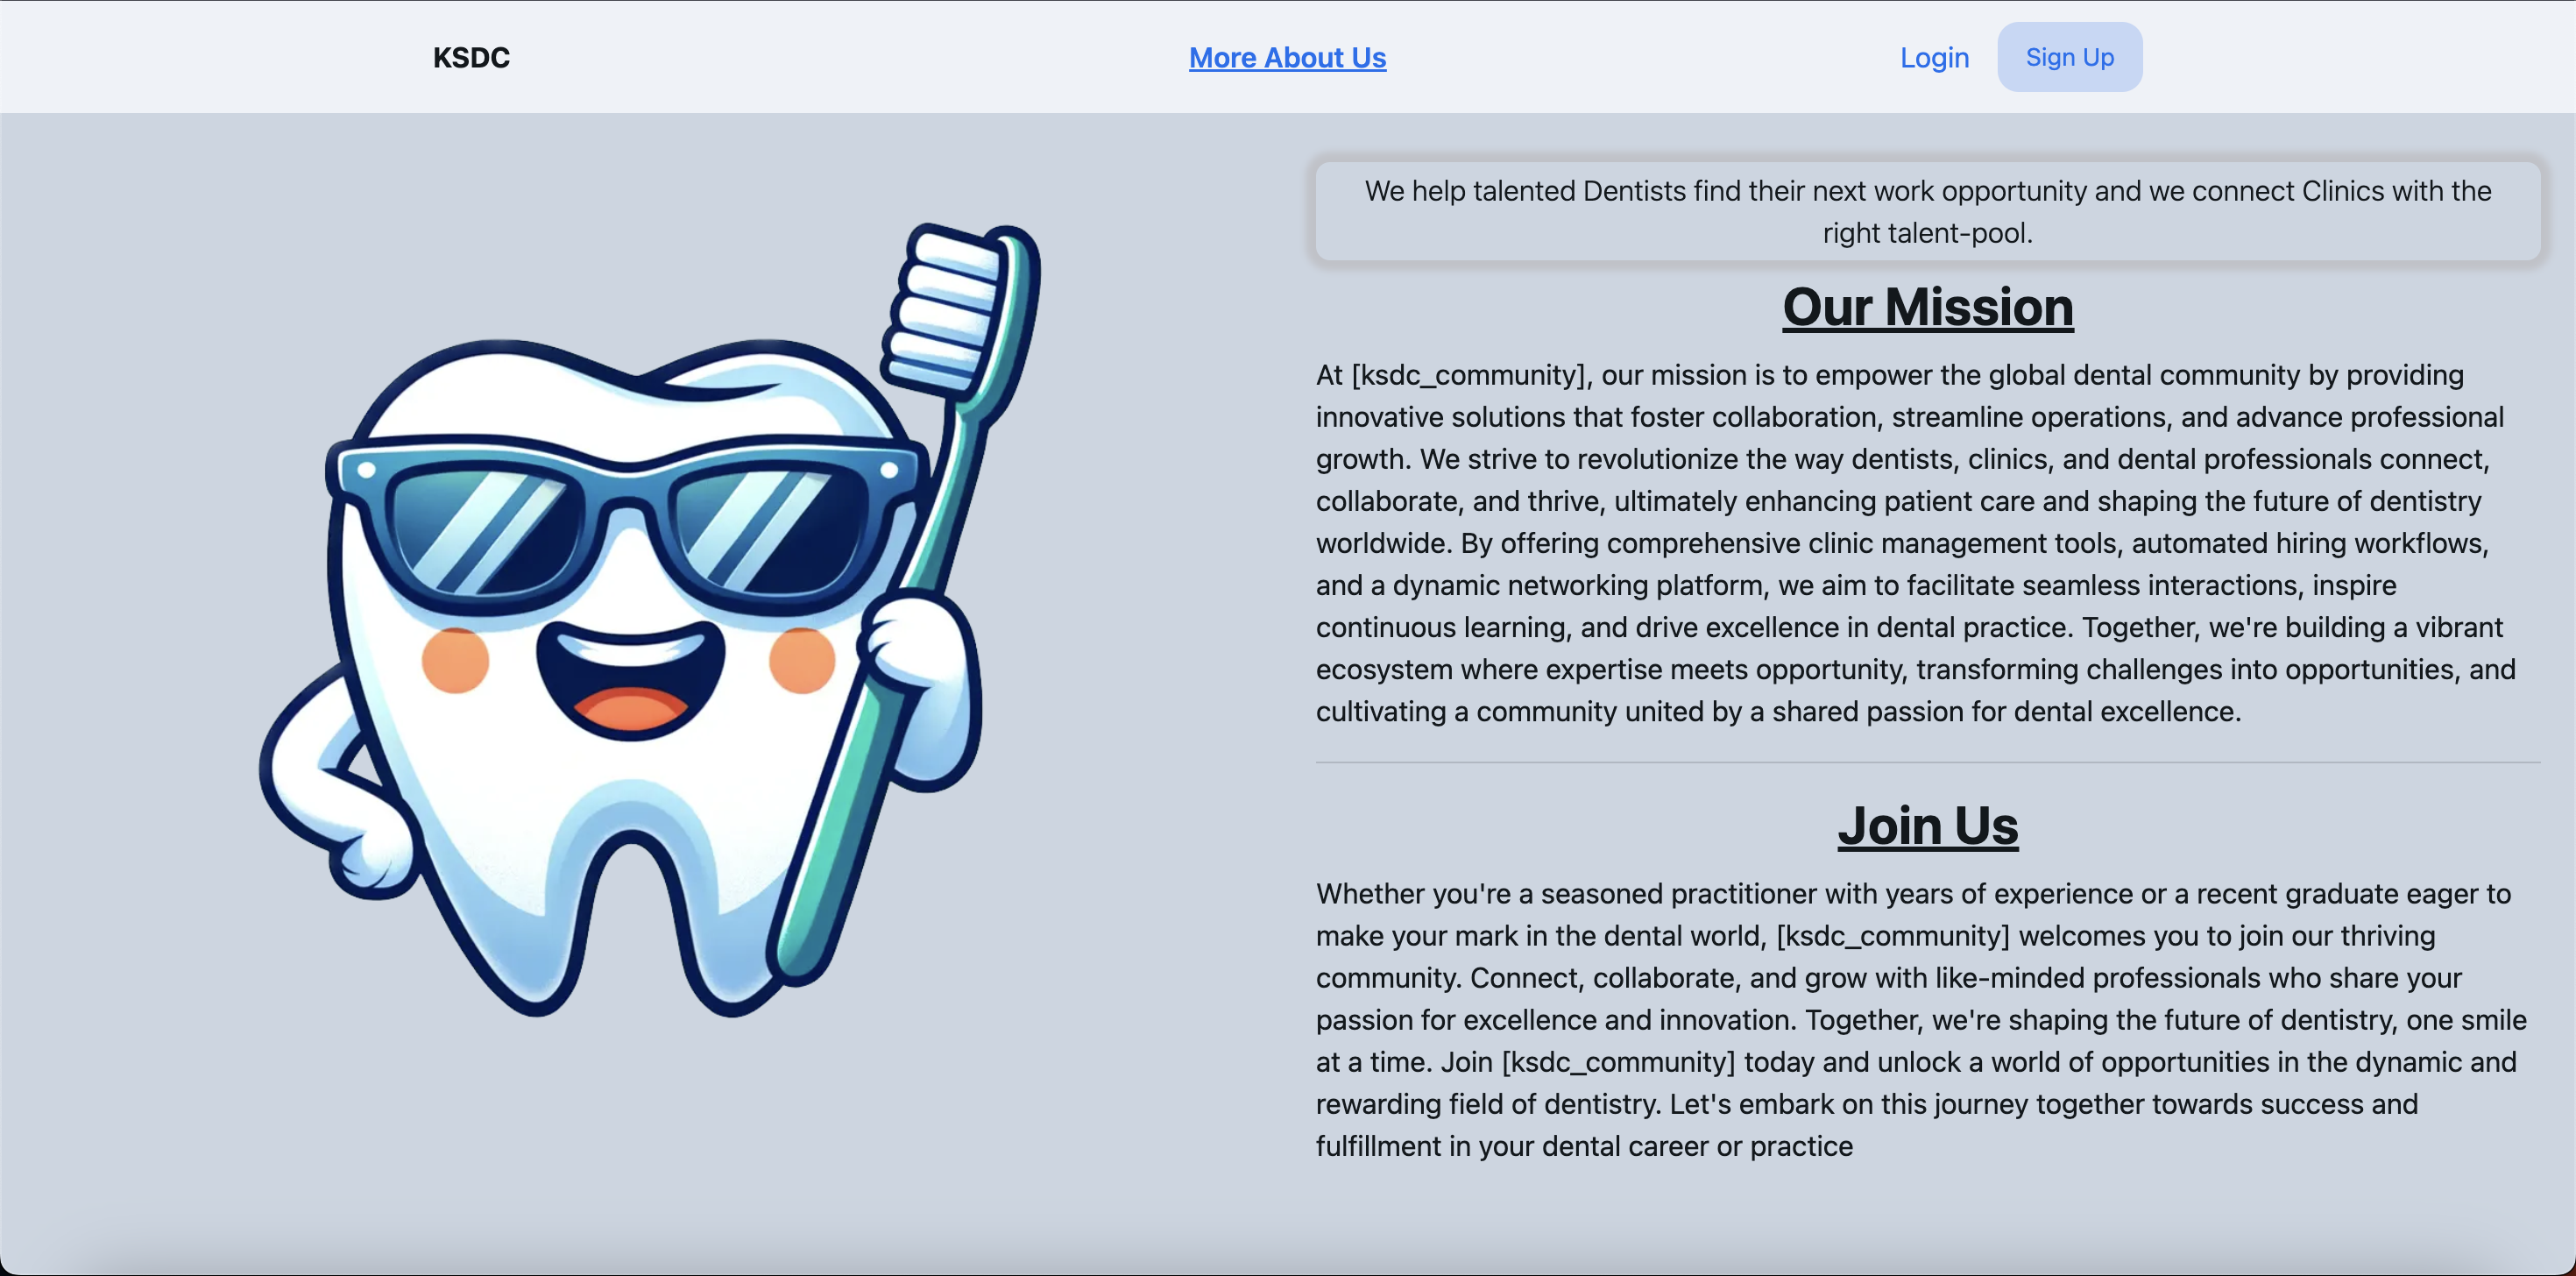 KSDC
More About Us
Login
Sign Up
We help talented Dentists find their next work opportunity and we connect Clinics with the
right talent-pool.
Our Mission
At [ksdc_community], our mission is to empower the global dental community by providing
innovative solutions that foster collaboration, streamline operations, and advance professional
growth. We strive to revolutionize the way dentists, clinics, and dental professionals connect,
collaborate, and thrive, ultimately enhancing patient care and shaping the future of dentistry
worldwide. By offering comprehensive clinic management tools, automated hiring workflows,
and a dynamic networking platform, we aim to facilitate seamless interactions, inspire
continuous learning, and drive excellence in dental practice. Together, we're building a vibrant
ecosystem where expertise meets opportunity, transforming challenges into opportunities, and
cultivating a community united by a shared passion for dental excellence.
Join Us
Whether you're a seasoned practitioner with years of experience or a recent graduate eager to
make your mark in the dental world, [ksdc_community] welcomes you to join our thriving
community. Connect, collaborate, and grow with like-minded professionals who share your
passion for excellence and innovation. Together, we're shaping the future of dentistry, one smile
at a time. Join [ksdc_community] today and unlock a world of opportunities in the dynamic and
rewarding field of dentistry. Let's embark on this journey together towards success and
fulfillment in your dental career or practice